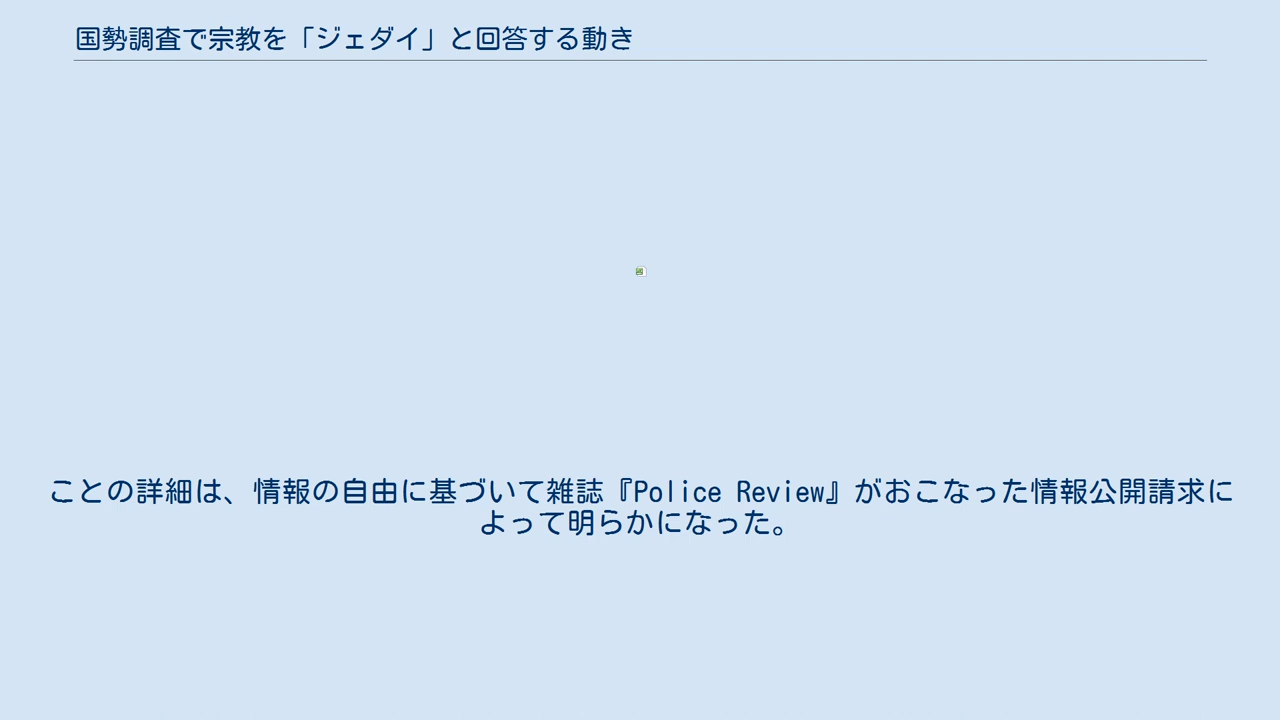 国勢調査で宗教を「ジェダイ」と回答する動き
ことの詳細は、情報の自由に基づいて雑誌『Police Review』がおこなった情報公開請求に
よって明らかになった。